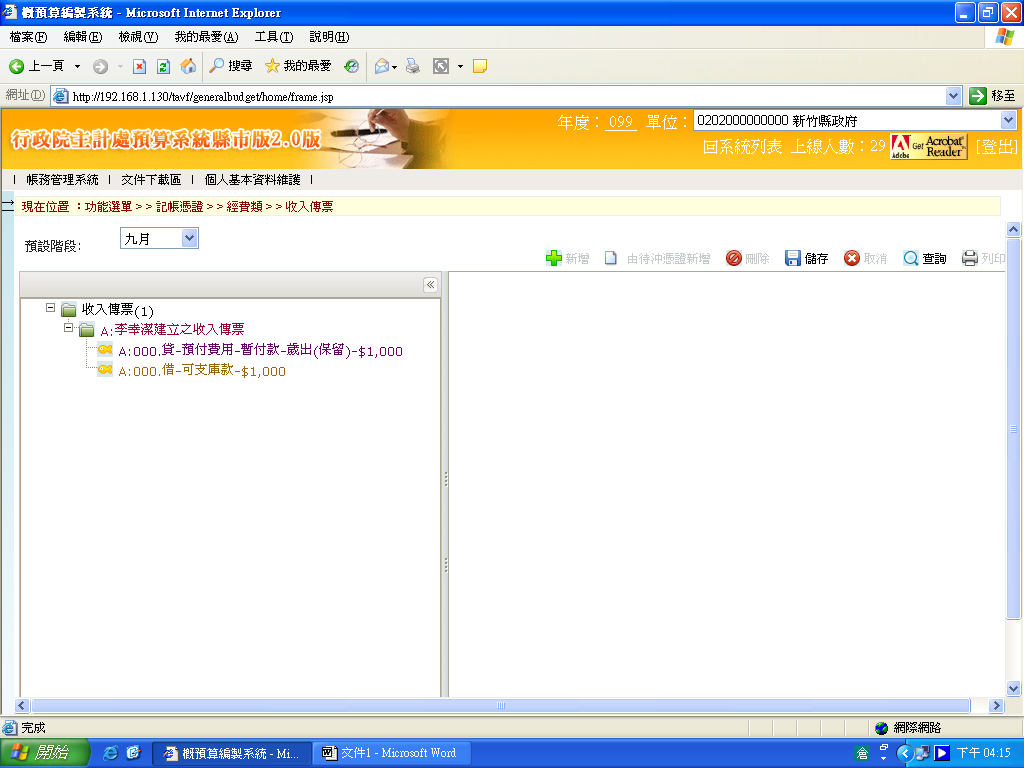 概預算編製系統 - Microsoft Internet Explorer
檔案(F) 編輯(E) 檢視(V) 我的最愛(A) 工具(T) 說明(H)
上一頁 搜尋 我的最愛
網址(D) http://192.168.1.130/tavf/generalbudget/home/frame.jsp 移至
行政院主計處預算系統縣市版2.0版
年度： 099 單位： 0202000000000 新竹縣政府
回系統列表 上線人數：29 Adobe Get Acrobat Reader [登出]
| 帳務管理系統 | 文件下載區 | 個人基本資料維護 |
現在位置 ：功能選單 > > 記帳憑證 > > 經費類 > > 收入傳票
預設階段: 九月
新增 由待沖憑證新增 刪除 儲存 取消 查詢 列印
«
收入傳票(1)
A:李幸潔建立之收入傳票
A:000.貸-預付費用-暫付款-歲出(保留)-$1,000
A:000.借-可支庫款-$1,000
完成 網際網路
開始 概預算編製系統 - Mi... 文件1 - Microsoft Word 倉 下午 04:15